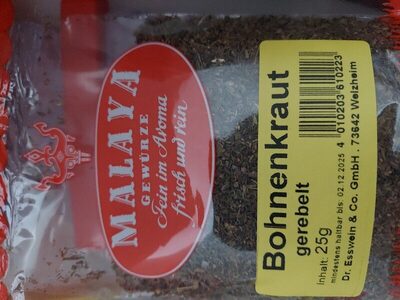 MALAYA
GEWÜRZE
Fein im Aroma
frisch und rein
Bohnenkraut
gerebelt
Inhalt: 25g
mindestens haltbar bis: 02.12.2025
Dr. Esswein & Co. GmbH . 73642 Welzheim
4 010203 610223